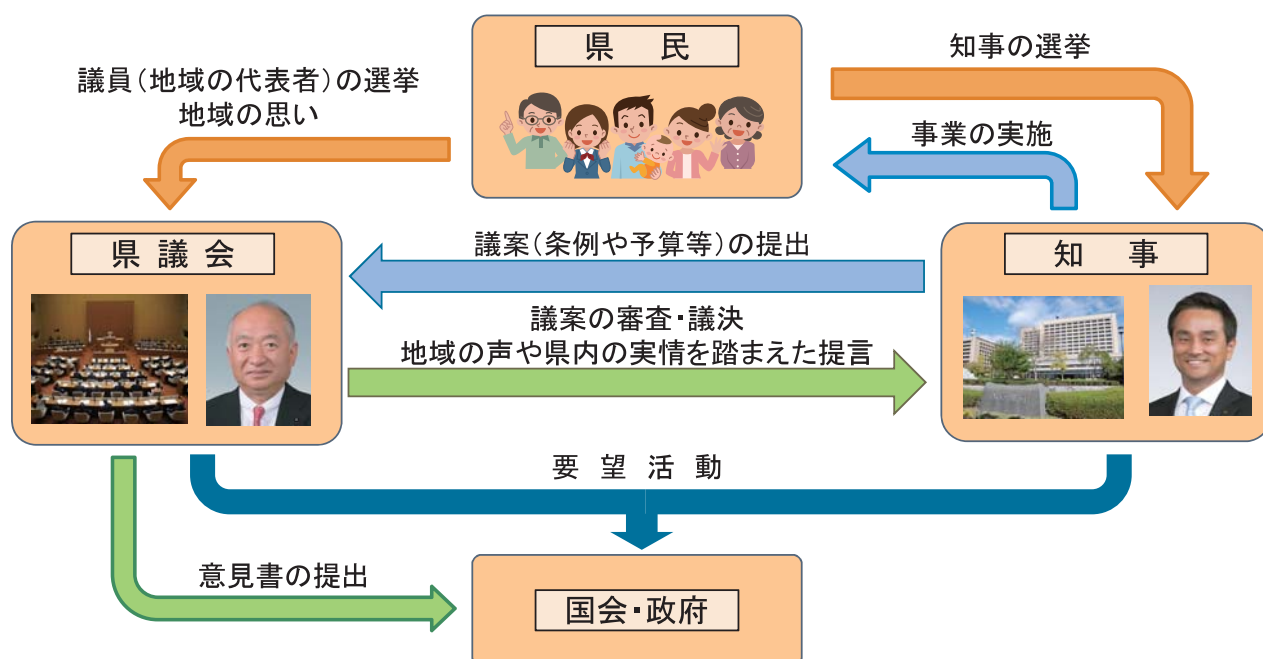 県 民
知事の選挙
議員(地域の代表者)の選挙
地域の思い
事業の実施
県 議 会
議案(条例や予算等)の提出
知 事
議案の審査・議決
地域の声や県内の実情を踏まえた提言
要 望 活 動
意見書の提出
国会・政府